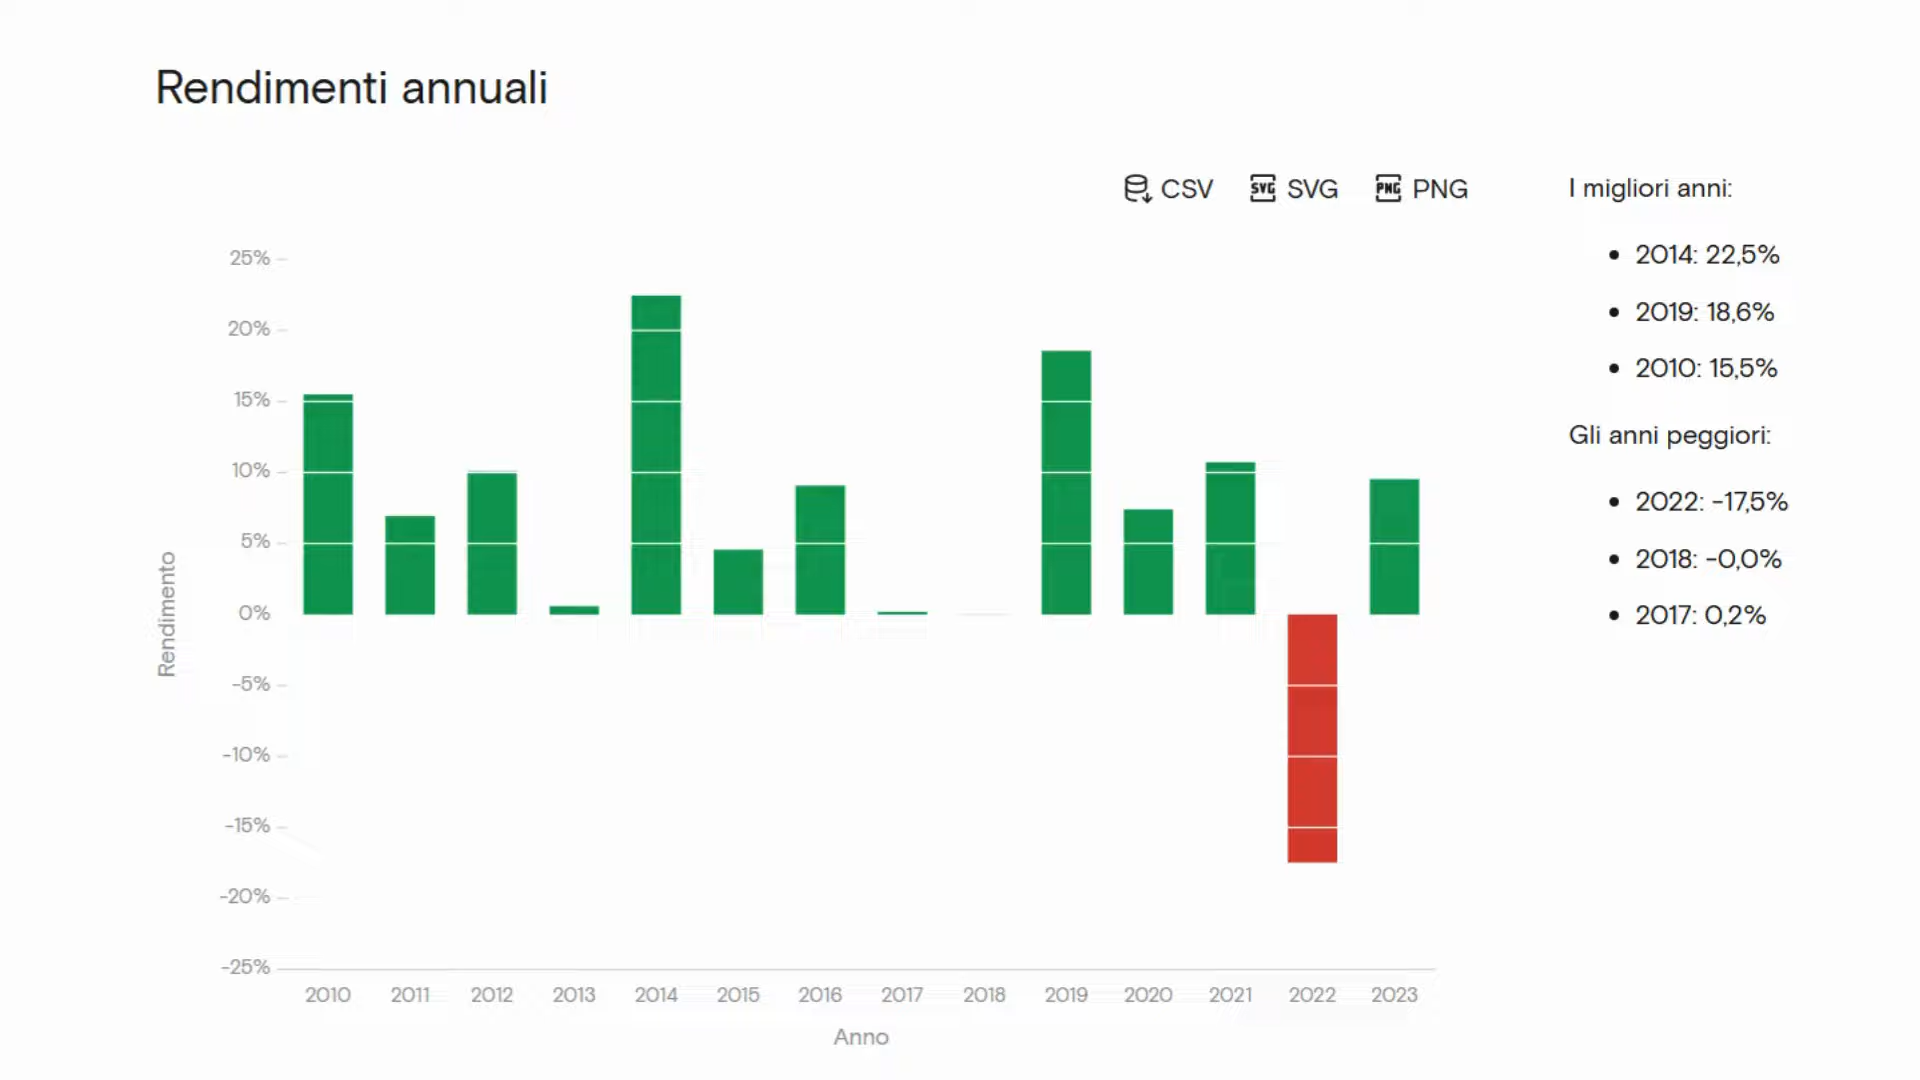 Rendimenti annuali
CSV SVG SVG PNG PNG
I migliori anni:
• 2014: 22,5%
• 2019: 18,6%
• 2010: 15,5%
Gli anni peggiori:
• 2022: -17,5%
• 2018: -0,0%
• 2017: 0,2%
Rendimento
25%
20%
15%
10%
5%
0%
-5%
-10%
-15%
-20%
-25%
2010 2011 2012 2013 2014 2015 2016 2017 2018 2019 2020 2021 2022 2023
Anno